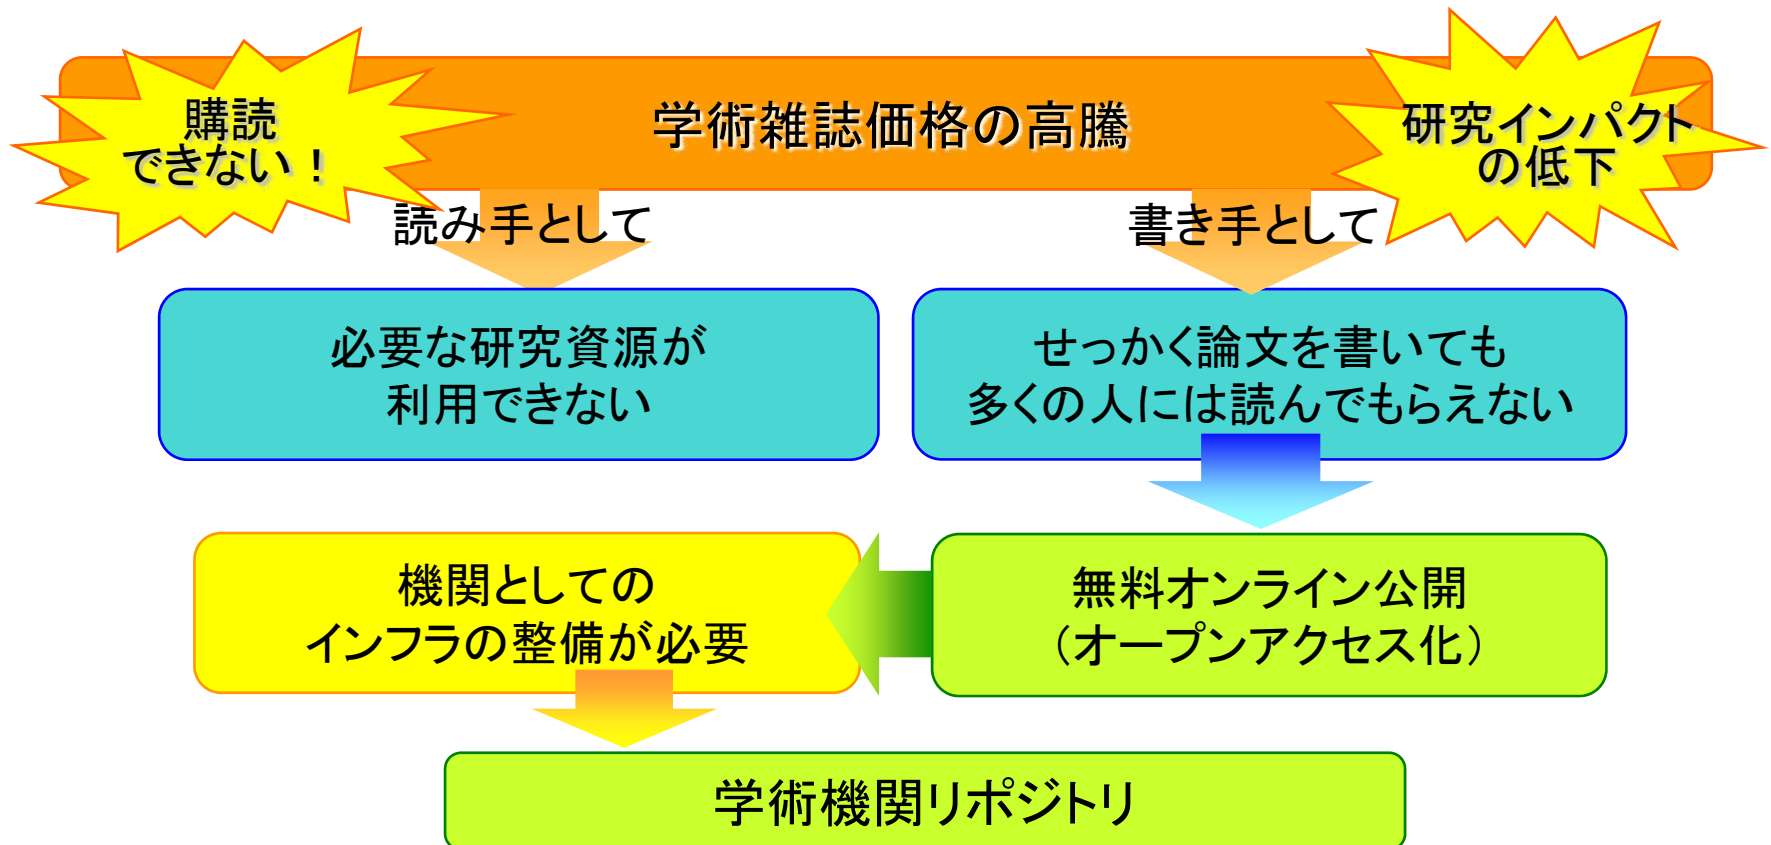 購読
できない！
学術雑誌価格の高騰
研究インパクト
の低下
読み手として
書き手として
必要な研究資源が
利用できない
せっかく論文を書いても
多くの人には読んでもらえない
機関としての
インフラの整備が必要
無料オンライン公開
（オープンアクセス化）
学術機関リポジトリ